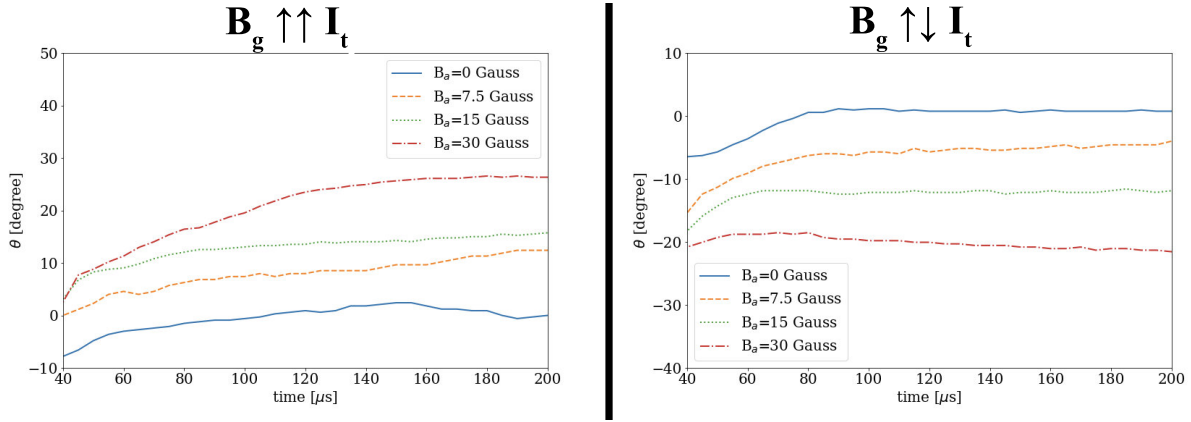 B_g ↑↑ I_t
50
40
30
20
10
0
−10
θ [degree]
40 60 80 100 120 140 160 180 200
time [μs]
B_a=0 Gauss
B_a=7.5 Gauss
B_a=15 Gauss
B_a=30 Gauss
B_g ↑↓ I_t
10
0
−10
−20
−30
−40
θ [degree]
40 60 80 100 120 140 160 180 200
time [μs]
B_a=0 Gauss
B_a=7.5 Gauss
B_a=15 Gauss
B_a=30 Gauss